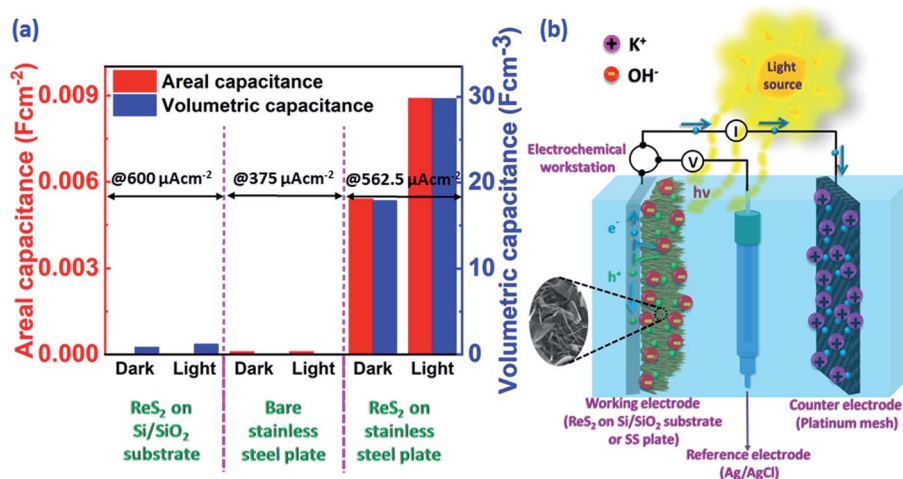 (a)
Areal capacitance (Fcm-2)
0.009
0.006
0.003
0.000
Areal capacitance
Volumetric capacitance
@600 µAcm-2
@375 µAcm-2
@562.5 µAcm-2
Dark Light Dark Light Dark Light
ReS2 on
Si/SiO2
substrate
Bare
stainless
steel plate
ReS2 on
stainless
steel plate
30
20
10
0
Volumetric capacitance (Fcm-3)
(b)
K+
OH-
Light
source
I
Electrochemical
workstation
V
hν
e-
h+
Working electrode
(ReS2 on Si/SiO2 substrate
or SS plate)
Reference electrode
(Ag/AgCl)
Counter electrode
(Platinum mesh)